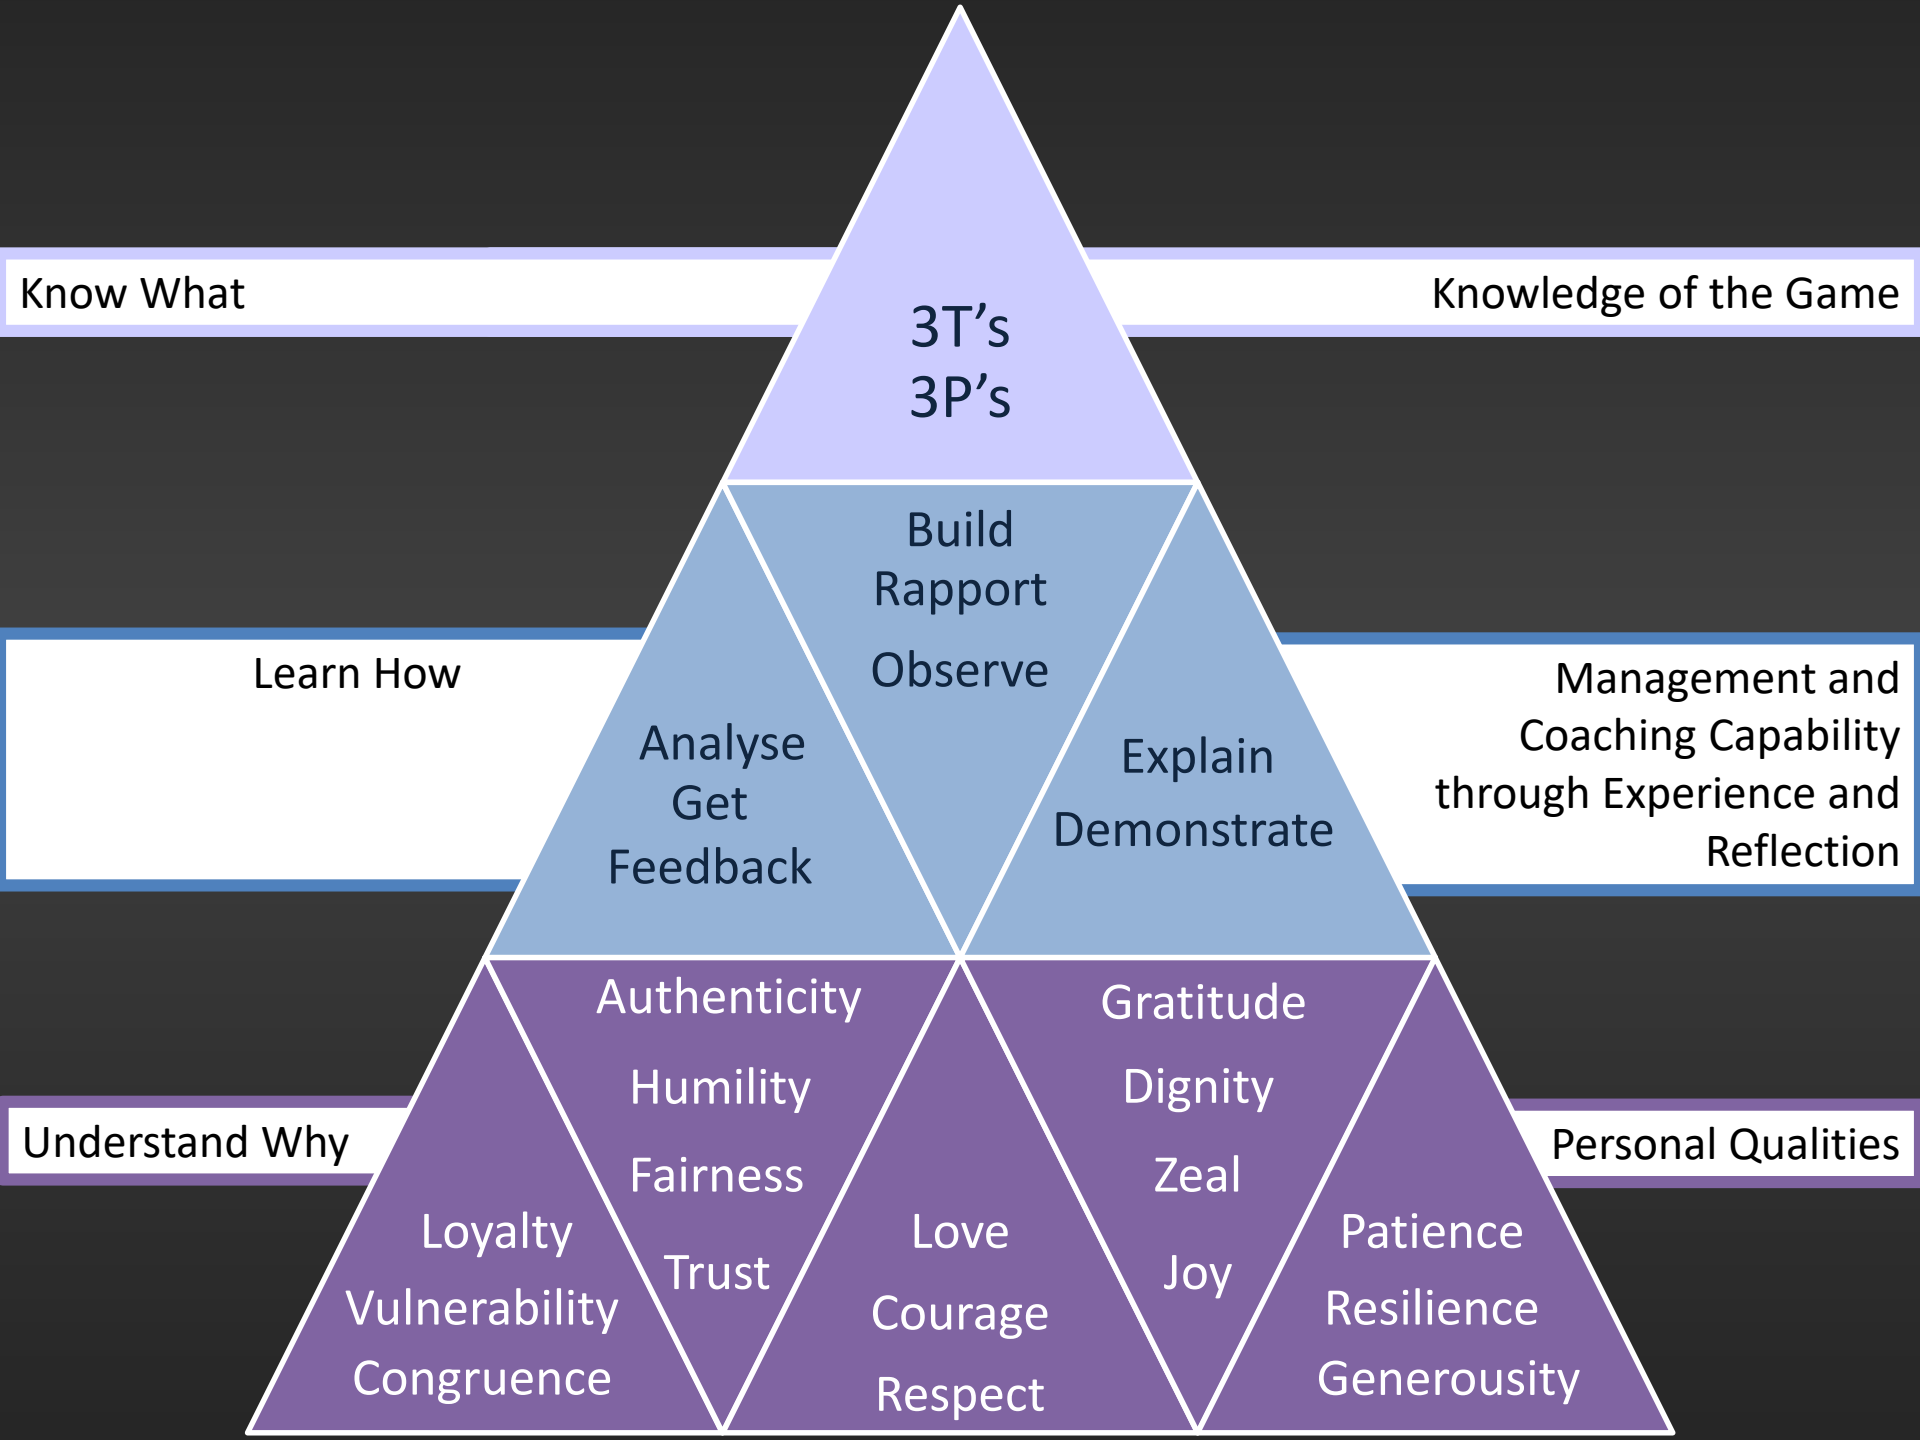 Know What
Knowledge of the Game
3T’s
3P’s
Build
Rapport
Observe
Learn How
Analyse
Get
Feedback
Explain
Demonstrate
Management and
Coaching Capability
through Experience and
Reflection
Understand Why
Personal Qualities
Loyalty
Vulnerability
Congruence
Authenticity
Humility
Fairness
Trust
Love
Courage
Respect
Gratitude
Dignity
Zeal
Joy
Patience
Resilience
Generousity